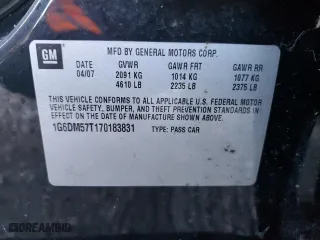 GM
MFD BY GENERAL MOTORS CORP.
DATE GVWR GAWR FRT GAWR RR
04/07 2091 KG 1014 KG 1077 KG
4610 LB 2235 LB 2375 LB
THIS VEHICLE CONFORMS TO ALL APPLICABLE U.S. FEDERAL MOTOR
VEHICLE SAFETY, BUMPER, AND THEFT PREVENTION STANDARDS IN
EFFECT ON THE DATE OF MANUFACTURE SHOWN ABOVE.
1G6DM57T170183831 TYPE: PASS CAR